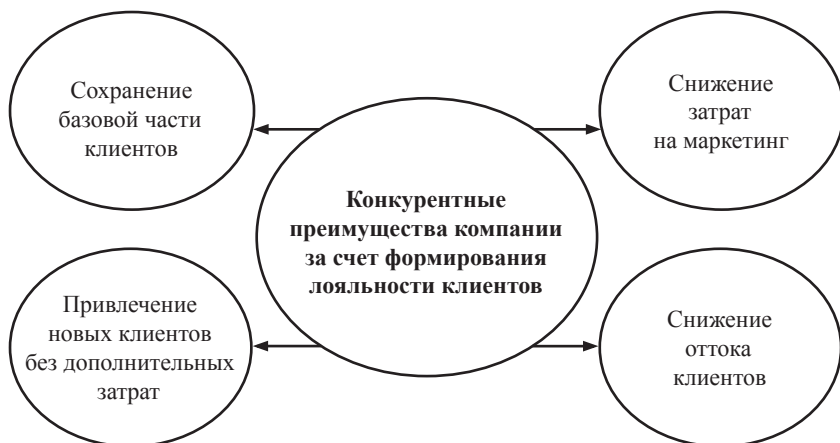 Сохранение
базовой части
клиентов
Снижение
затрат
на маркетинг
Конкурентные
преимущества компании
за счет формирования
лояльности клиентов
Привлечение
новых клиентов
без дополнительных
затрат
Снижение
оттока
клиентов